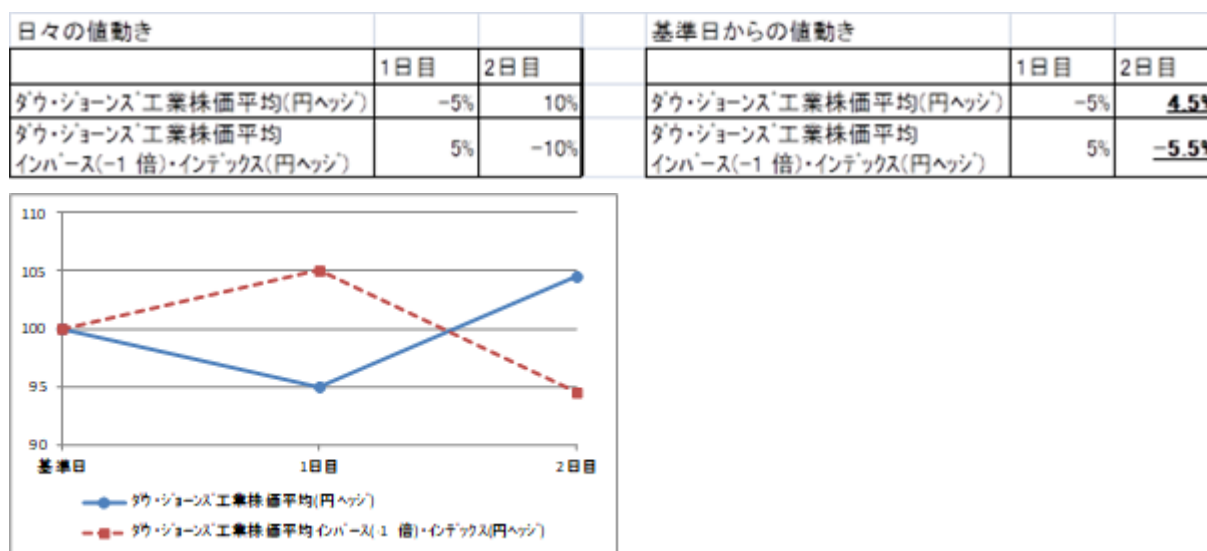 日々の値動き
1日目 2日目
ダウ・ジョーンズ工業株価平均(円ヘッジ) -5% 10%
ダウ・ジョーンズ工業株価平均
インバース(-1 倍)・インデックス(円ヘッジ) 5% -10%
基準日からの値動き
1日目 2日目
ダウ・ジョーンズ工業株価平均(円ヘッジ) -5% 4.5%
ダウ・ジョーンズ工業株価平均
インバース(-1 倍)・インデックス(円ヘッジ) 5% -5.5%
110
105
100
95
90
基準日 1日目 2日目
ダウ・ジョーンズ工業株価平均(円ヘッジ)
ダウ・ジョーンズ工業株価平均インバース(-1 倍)・インデックス(円ヘッジ)